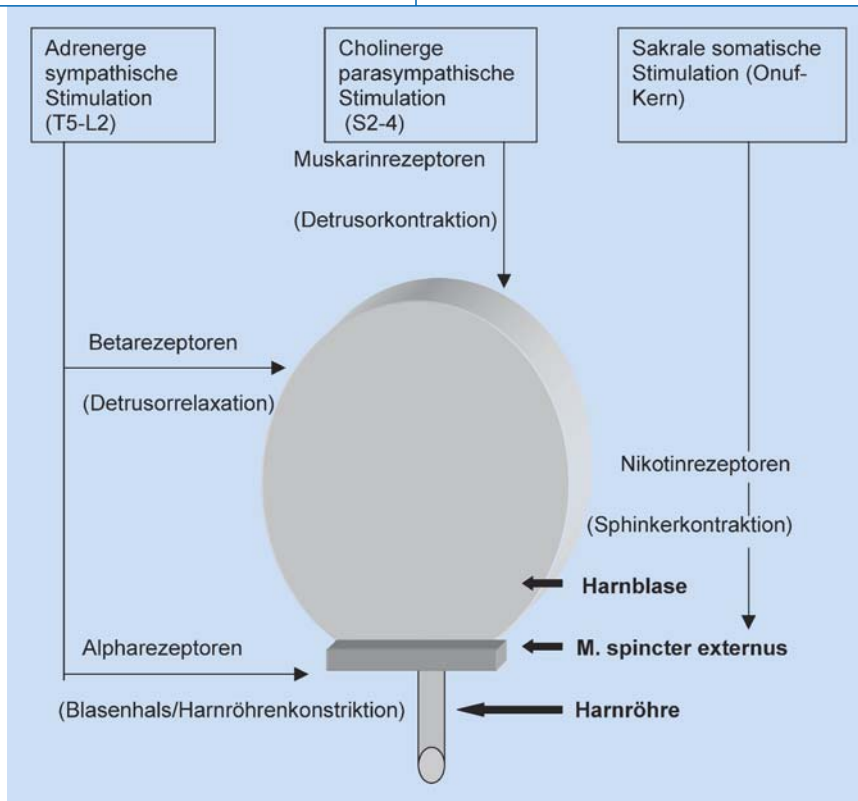 Adrenerge
sympathische
Stimulation
(T5-L2)
Cholinerge
parasympathische
Stimulation
(S2-4)
Sakrale somatische
Stimulation (Onuf-
Kern)
Muskarinrezeptoren
(Detrusorkontraktion)
Betarezeptoren
(Detrusorrelaxation)
Nikotinrezeptoren
(Sphinkerkontraktion)
Harnblase
M. spincter externus
Alpharezeptoren
(Blasenhals/Harnröhrenkonstriktion)
Harnröhre